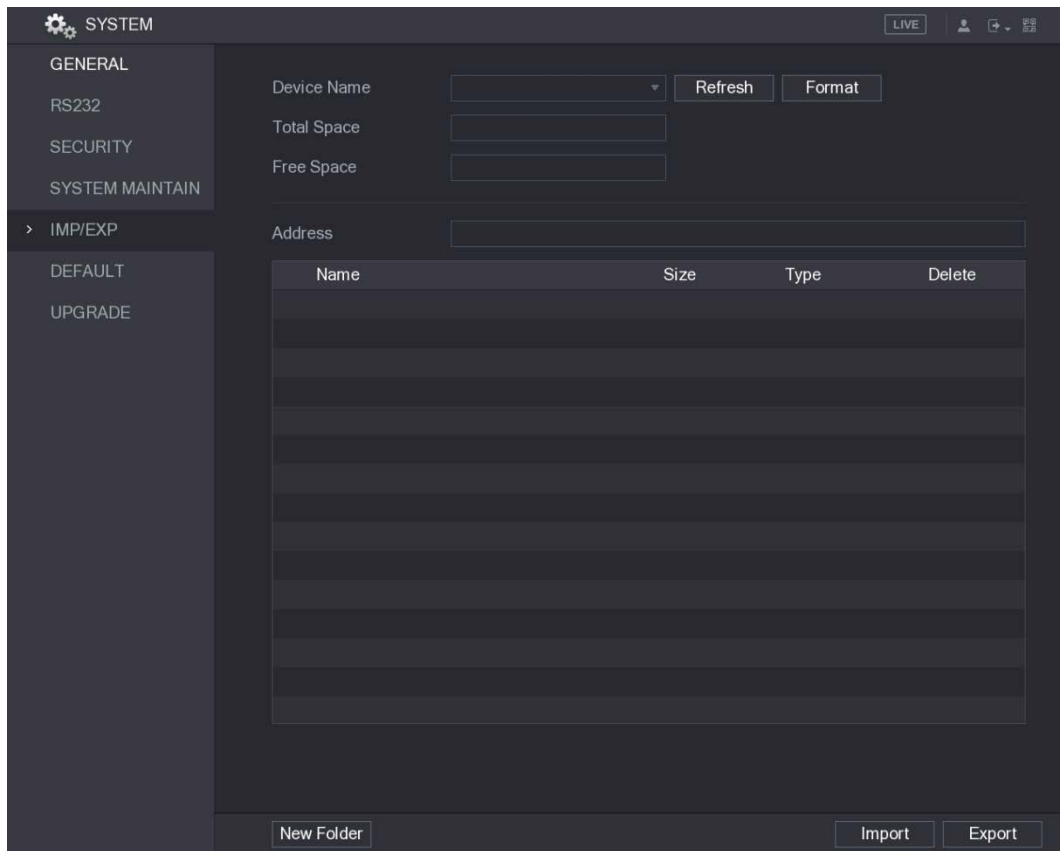 SYSTEM
LIVE
GENERAL
RS232
SECURITY
SYSTEM MAINTAIN
IMP/EXP
DEFAULT
UPGRADE
Device Name
Refresh
Format
Total Space
Free Space
Address
Name Size Type Delete
New Folder
Import
Export